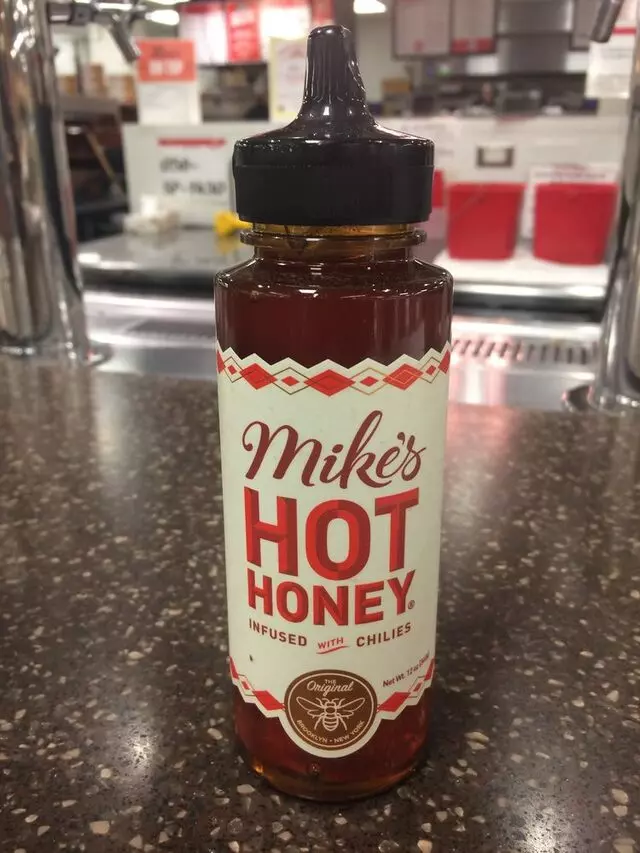 Mike's
HOT
HONEY®
INFUSED WITH CHILIES
Net Wt. 12 oz
THE
Original
BROOKLYN • NEW YORK